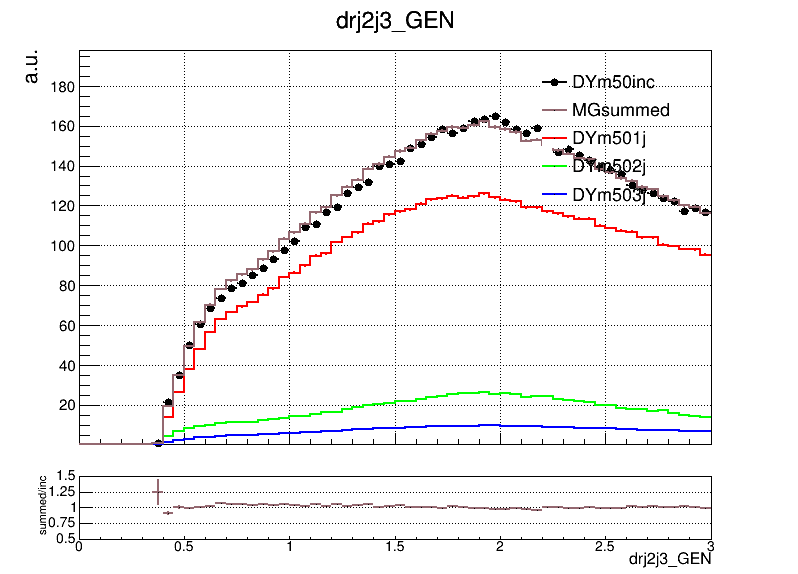 drj2j3_GEN
a.u.
180
160
140
120
100
80
60
40
20
DYm50inc
MGsummed
DYm501j
DYm502j
DYm503j
summed/inc
1.5
1.25
1
0.75
0.5
0 0.5 1 1.5 2 2.5 3
drj2j3_GEN